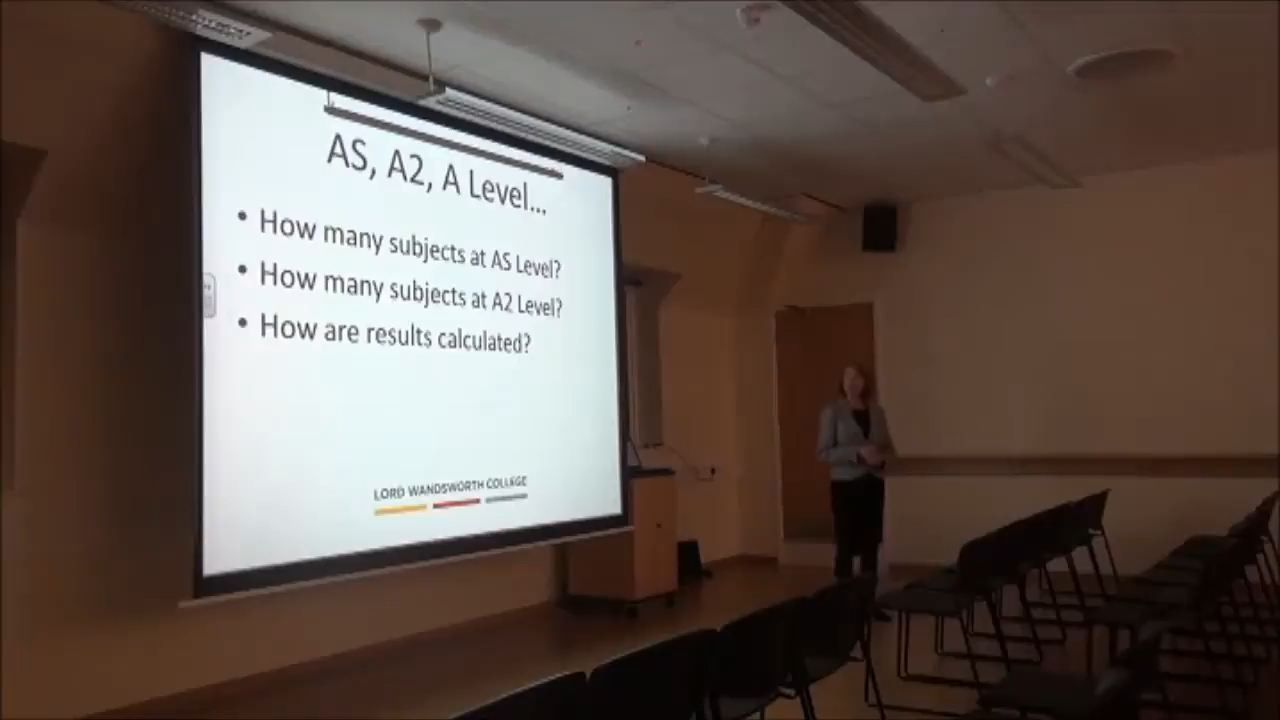 AS, A2, A Level...
• How many subjects at AS Level?
• How many subjects at A2 Level?
• How are results calculated?
LORD WANDSWORTH COLLEGE